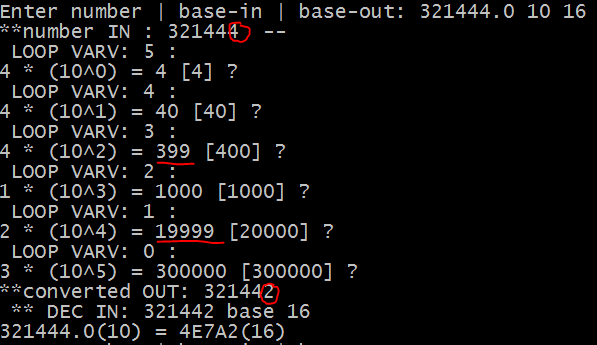 Enter number | base-in | base-out: 321444.0 10 16
**number IN : 321444  --
 LOOP VARV: 5 :
4 * (10^0) = 4 [4] ?
 LOOP VARV: 4 :
4 * (10^1) = 40 [40] ?
 LOOP VARV: 3 :
4 * (10^2) = 399 [400] ?
 LOOP VARV: 2 :
1 * (10^3) = 1000 [1000] ?
 LOOP VARV: 1 :
2 * (10^4) = 19999 [20000] ?
 LOOP VARV: 0 :
3 * (10^5) = 300000 [300000] ?
**converted OUT: 321442
 ** DEC IN: 321442 base 16
321444.0(10) = 4E7A2(16)